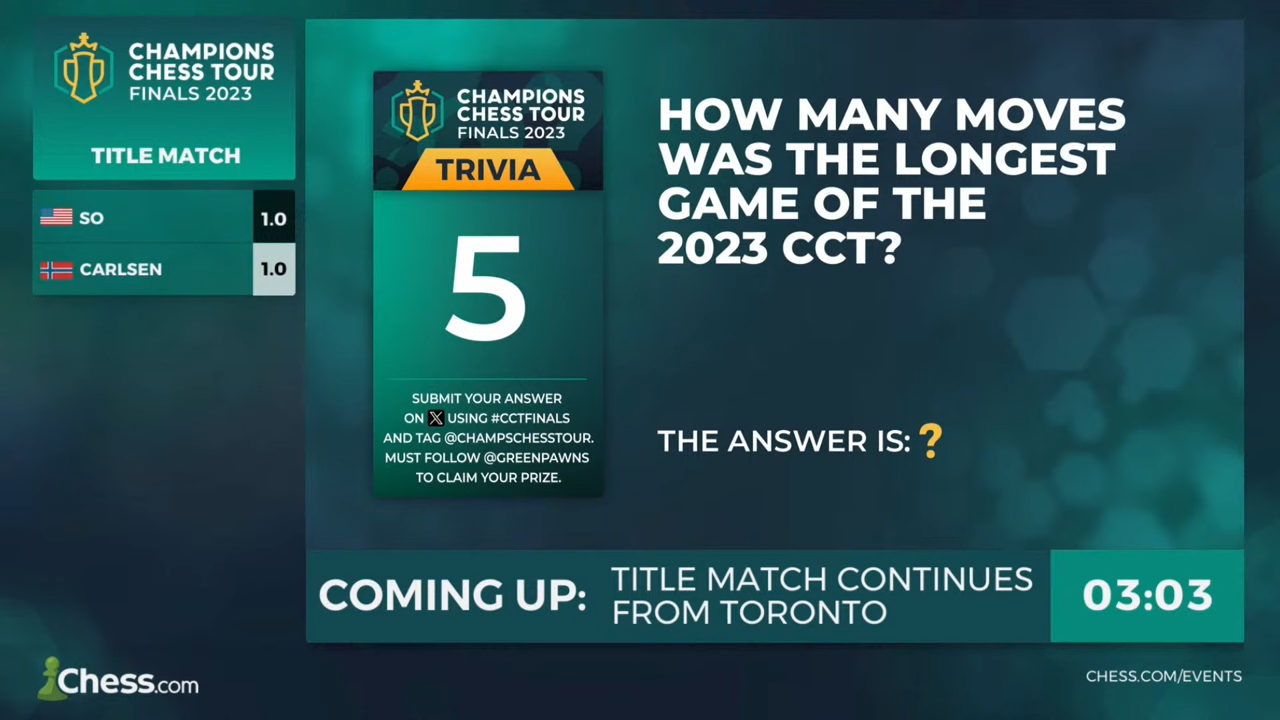 CHAMPIONS
CHESS TOUR
FINALS 2023
TITLE MATCH
SO 1.0
CARLSEN 1.0
CHAMPIONS
CHESS TOUR
FINALS 2023
TRIVIA
5
SUBMIT YOUR ANSWER
ON X USING #CCTFINALS
AND TAG @CHAMPSCHESSTOUR.
MUST FOLLOW @GREENPAWNS
TO CLAIM YOUR PRIZE.
HOW MANY MOVES
WAS THE LONGEST
GAME OF THE
2023 CCT?
THE ANSWER IS: ?
COMING UP:
TITLE MATCH CONTINUES
FROM TORONTO
03:03
Chess.com
CHESS.COM/EVENTS